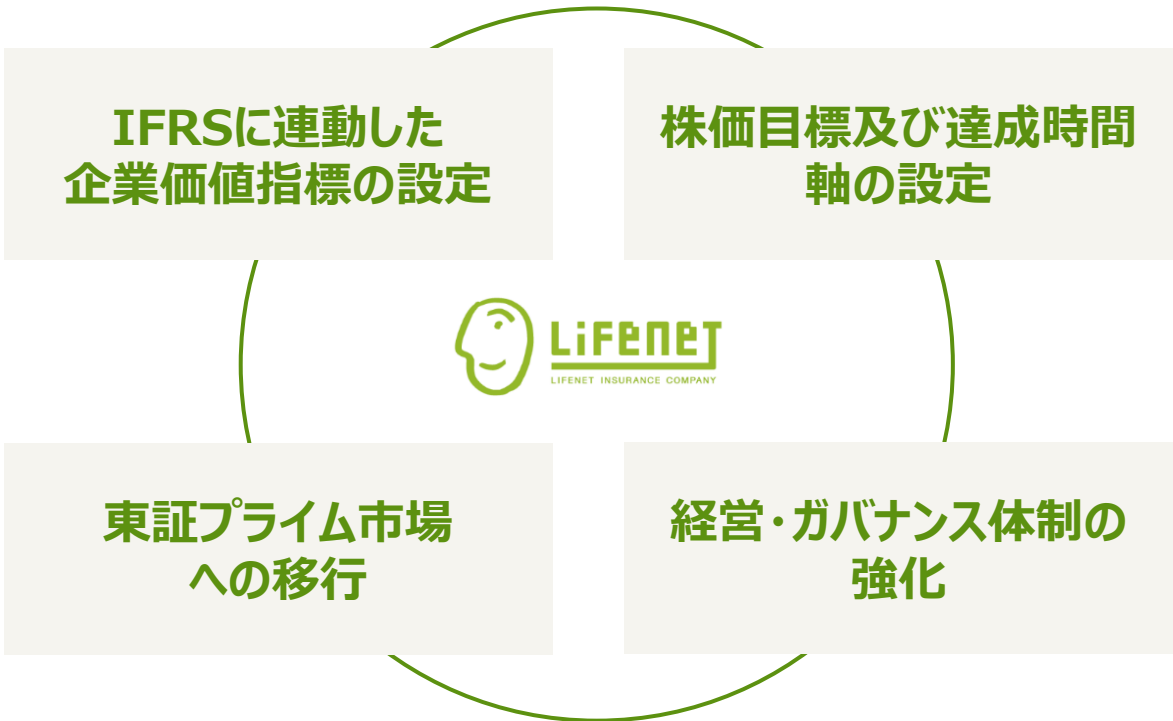 IFRSに連動した
企業価値指標の設定
株価目標及び達成時間
軸の設定
LiFeneT
LIFENET INSURANCE COMPANY
東証プライム市場
への移行
経営・ガバナンス体制の
強化